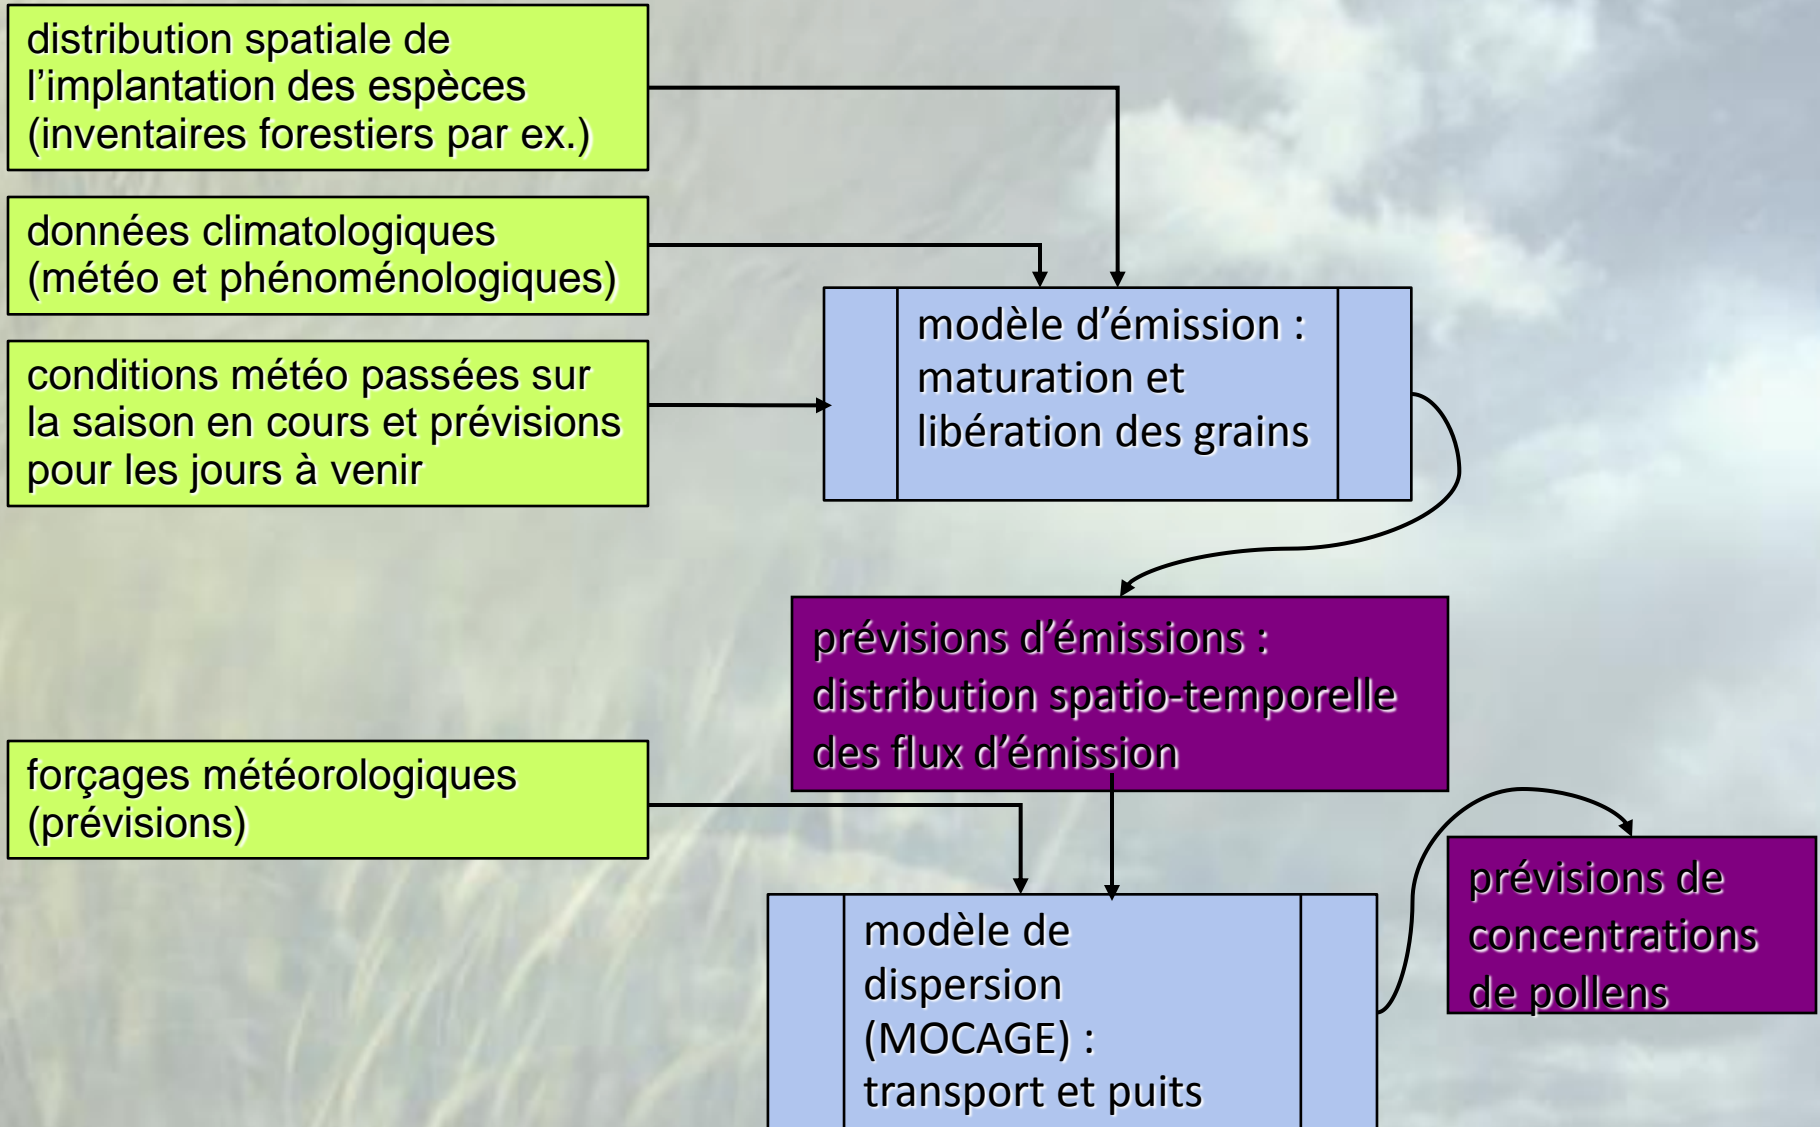 distribution spatiale de
l’implantation des espèces
(inventaires forestiers par ex.)
données climatologiques
(météo et phénoménologiques)
conditions météo passées sur
la saison en cours et prévisions
pour les jours à venir
modèle d’émission :
maturation et
libération des grains
prévisions d’émissions :
distribution spatio-temporelle
des flux d’émission
forçages météorologiques
(prévisions)
modèle de
dispersion
(MOCAGE) :
transport et puits
prévisions de
concentrations
de pollens